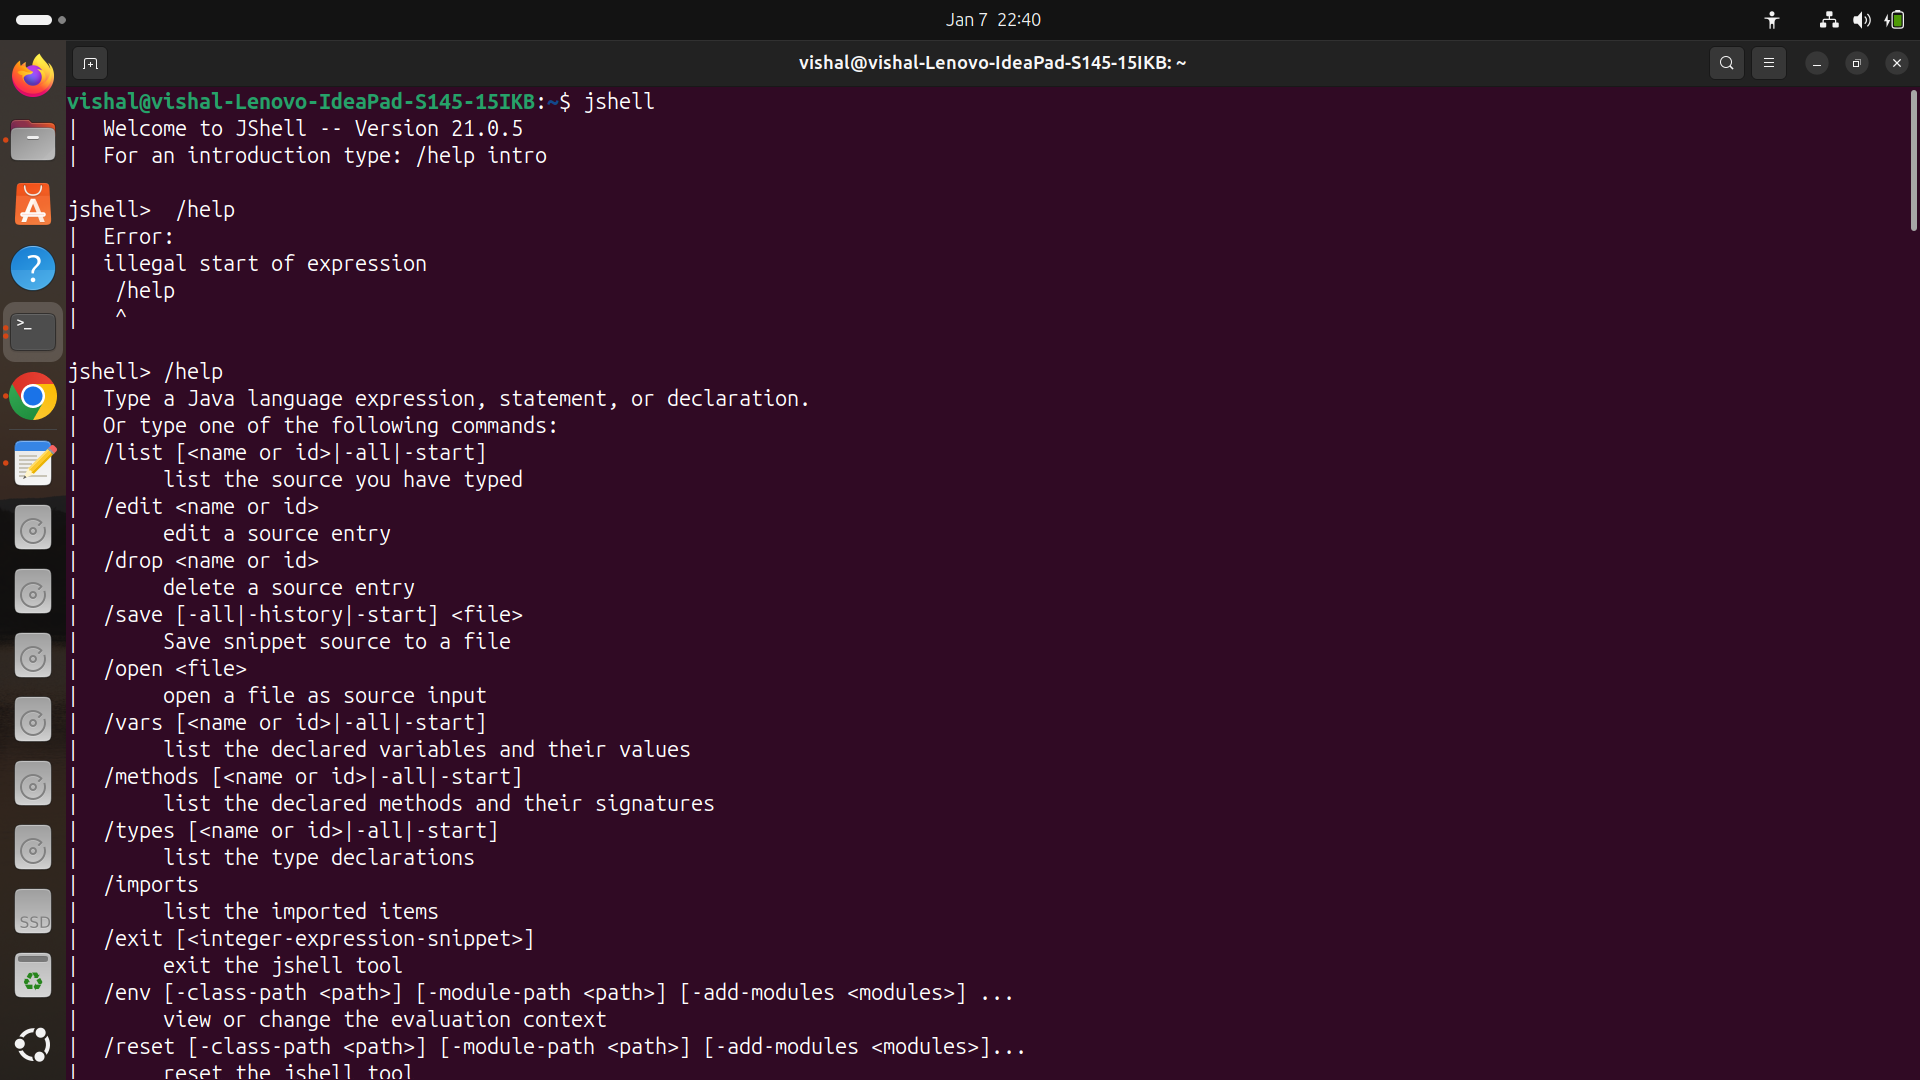 Jan 7  22:40
vishal@vishal-Lenovo-IdeaPad-S145-15IKB: ~
vishal@vishal-Lenovo-IdeaPad-S145-15IKB:~$ jshell
|  Welcome to JShell -- Version 21.0.5
|  For an introduction type: /help intro
jshell>  /help
|  Error:
|  illegal start of expression
|   /help
|   ^
jshell> /help
|  Type a Java language expression, statement, or declaration.
|  Or type one of the following commands:
|  /list [<name or id>|-all|-start]
|       list the source you have typed
|  /edit <name or id>
|       edit a source entry
|  /drop <name or id>
|       delete a source entry
|  /save [-all|-history|-start] <file>
|       Save snippet source to a file
|  /open <file>
|       open a file as source input
|  /vars [<name or id>|-all|-start]
|       list the declared variables and their values
|  /methods [<name or id>|-all|-start]
|       list the declared methods and their signatures
|  /types [<name or id>|-all|-start]
|       list the type declarations
|  /imports
|       list the imported items
|  /exit [<integer-expression-snippet>]
|       exit the jshell tool
|  /env [-class-path <path>] [-module-path <path>] [-add-modules <modules>] ...
|       view or change the evaluation context
|  /reset [-class-path <path>] [-module-path <path>] [-add-modules <modules>]...
|       reset the jshell tool
SSD